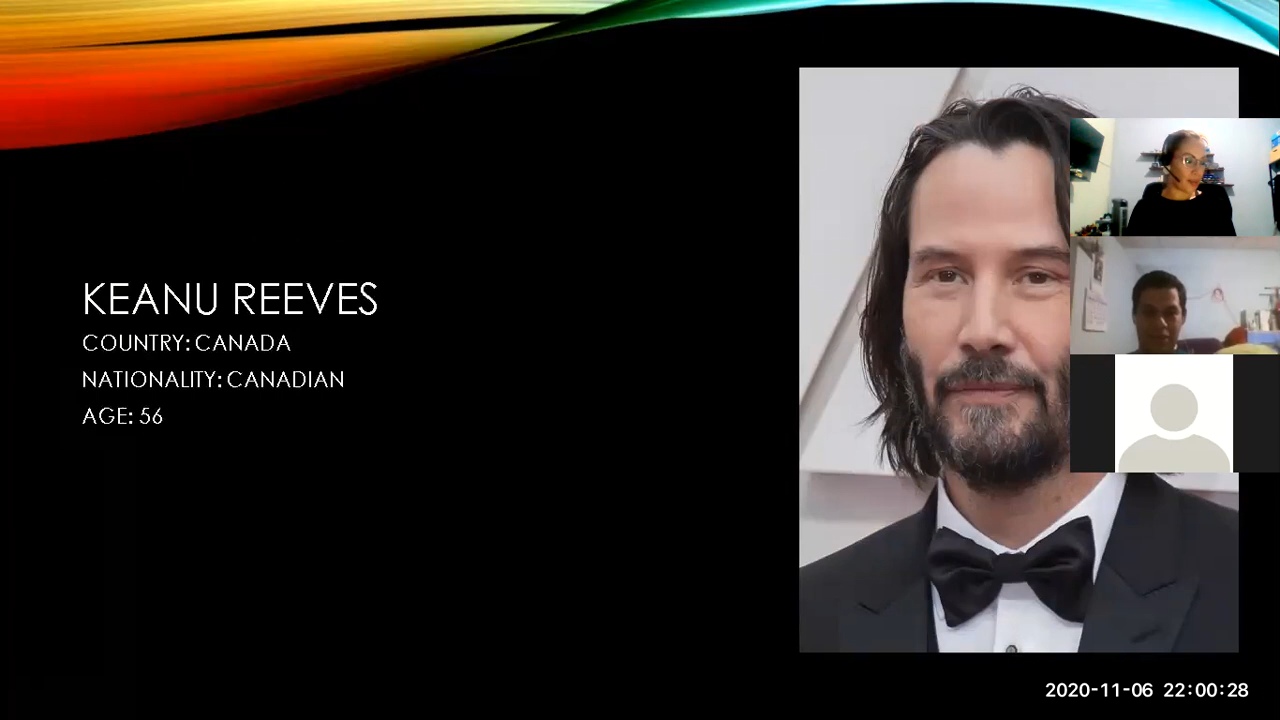 KEANU REEVES
COUNTRY: CANADA
NATIONALITY: CANADIAN
AGE: 56
2020-11-06 22:00:28